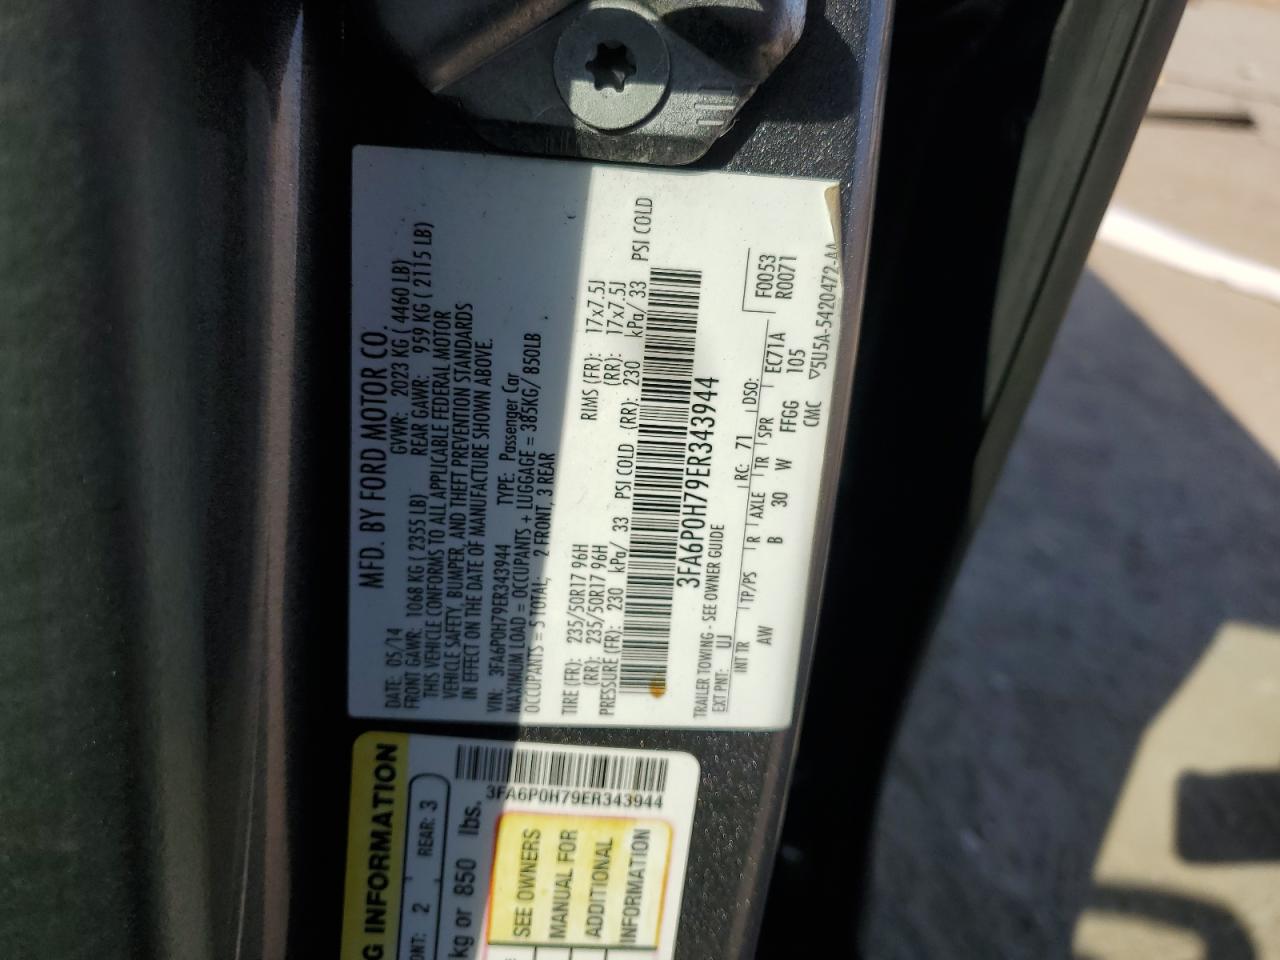 MFD. BY FORD MOTOR CO.
DATE: 05/14 GVWR: 2023 KG ( 4460 LB)
FRONT GAWR: 1068 KG ( 2355 LB) REAR GAWR: 959 KG ( 2115 LB)
THIS VEHICLE CONFORMS TO ALL APPLICABLE FEDERAL MOTOR
VEHICLE SAFETY, BUMPER, AND THEFT PREVENTION STANDARDS
IN EFFECT ON THE DATE OF MANUFACTURE SHOWN ABOVE.
VIN: 3FA6P0H79ER343944 TYPE: Passenger Car
MAXIMUM LOAD = OCCUPANTS + LUGGAGE = 385KG/ 850LB
OCCUPANTS = 5 TOTAL; 2 FRONT, 3 REAR
TIRE (FR): 235/50R17 96H RIMS (FR): 17x7.5J
(RR): 235/50R17 96H (RR): 17x7.5J
PRESSURE (FR): 230 kPa/ 33 PSI COLD (RR): 230 kPa/ 33 PSI COLD
3FA6P0H79ER343944
TRAILER TOWING - SEE OWNER GUIDE
EXT PNT: UJ RC: 71 DSO: F0053
R0071
INT TR TP/PS R AXLE TR SPR EC71A
AW B 30 W FFGG 105
CMC ▽5U5A-5420472-AA
G INFORMATION
ONT: 2 REAR: 3
kg or 850 lbs.
3FA6P0H79ER343944
SEE OWNERS
MANUAL FOR
ADDITIONAL
INFORMATION